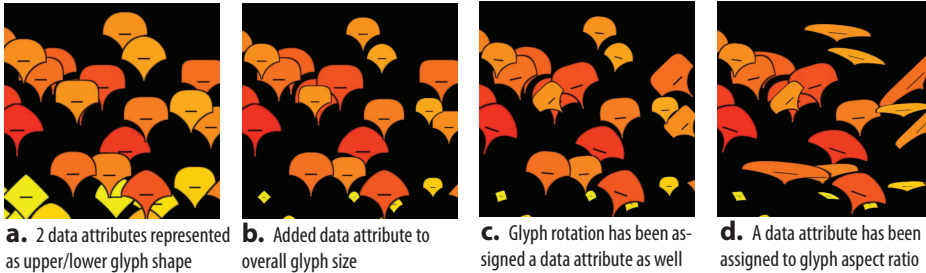 a. 2 data attributes represented
as upper/lower glyph shape
b. Added data attribute to
overall glyph size
c. Glyph rotation has been as-
signed a data attribute as well
d. A data attribute has been
assigned to glyph aspect ratio